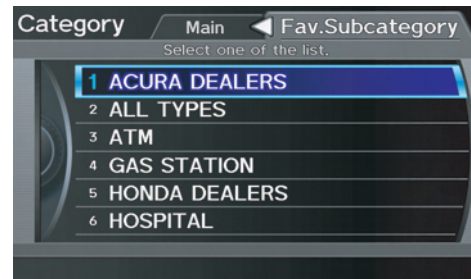 Category Main Fav.Subcategory
Select one of the list.
1 ACURA DEALERS
2 ALL TYPES
3 ATM
4 GAS STATION
5 HONDA DEALERS
6 HOSPITAL